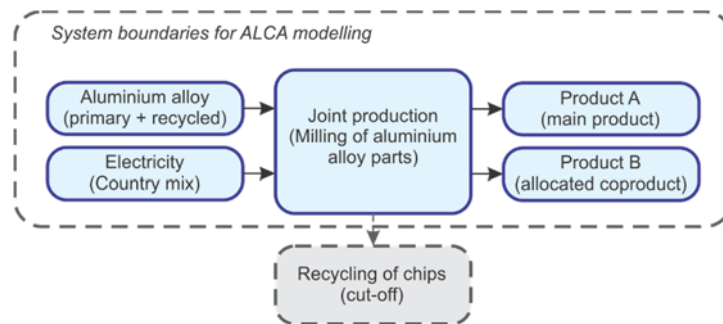 System boundaries for ALCA modelling
Aluminium alloy
(primary + recycled)
Electricity
(Country mix)
Joint production
(Milling of aluminium
alloy parts)
Product A
(main product)
Product B
(allocated coproduct)
Recycling of chips
(cut-off)